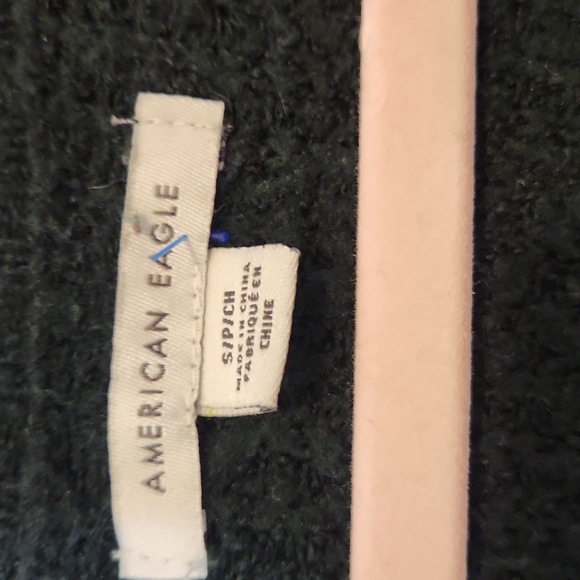 AMERICAN EAGLE
S/P/CH
MADE IN CHINA
FABRIQUÉ EN
CHINE